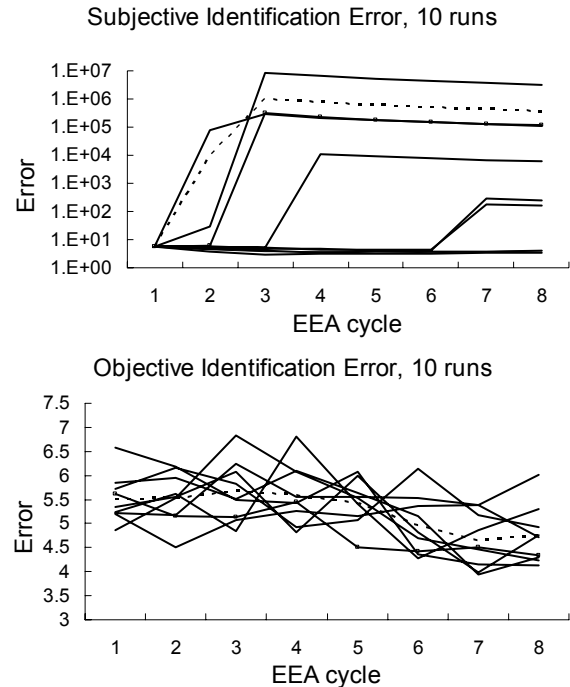 Subjective Identification Error, 10 runs
1.E+07
1.E+06
1.E+05
1.E+04
1.E+03
1.E+02
1.E+01
1.E+00
Error
1 2 3 4 5 6 7 8
EEA cycle
Objective Identification Error, 10 runs
7.5
7
6.5
6
5.5
5
4.5
4
3.5
3
Error
1 2 3 4 5 6 7 8
EEA cycle